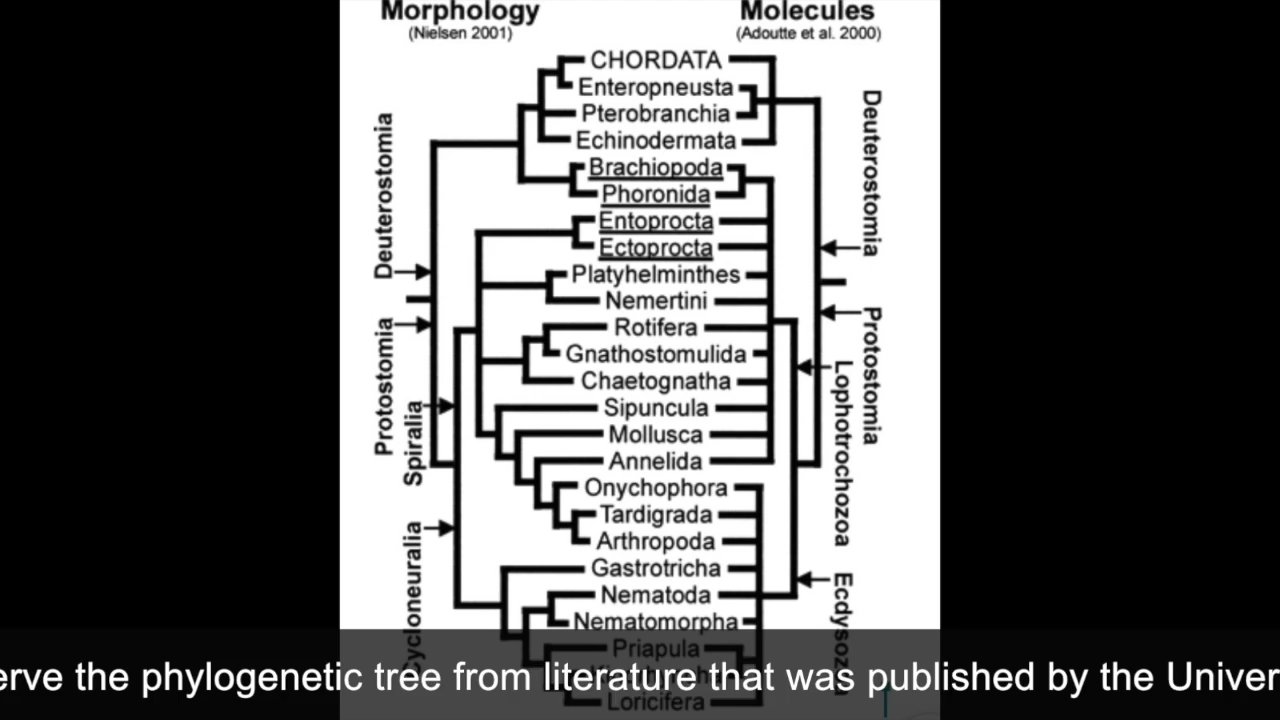 Morphology
(Nielsen 2001)
Molecules
(Adoutte et al. 2000)
CHORDATA
Enteropneusta
Pterobranchia
Echinodermata
Brachiopoda
Phoronida
Entoprocta
Ectoprocta
Platyhelminthes
Nemertini
Rotifera
Gnathostomulida
Chaetognatha
Sipuncula
Mollusca
Annelida
Onychophora
Tardigrada
Arthropoda
Gastrotricha
Nematoda
Nematomorpha
Priapula
Loricifera
Deuterostomia
Protostomia
Spiralia
Cycloneuralia
Deuterostomia
Protostomia
Lophotrochozoa
Ecdysozoa
erve the phylogenetic tree from literature that was published by the Univer